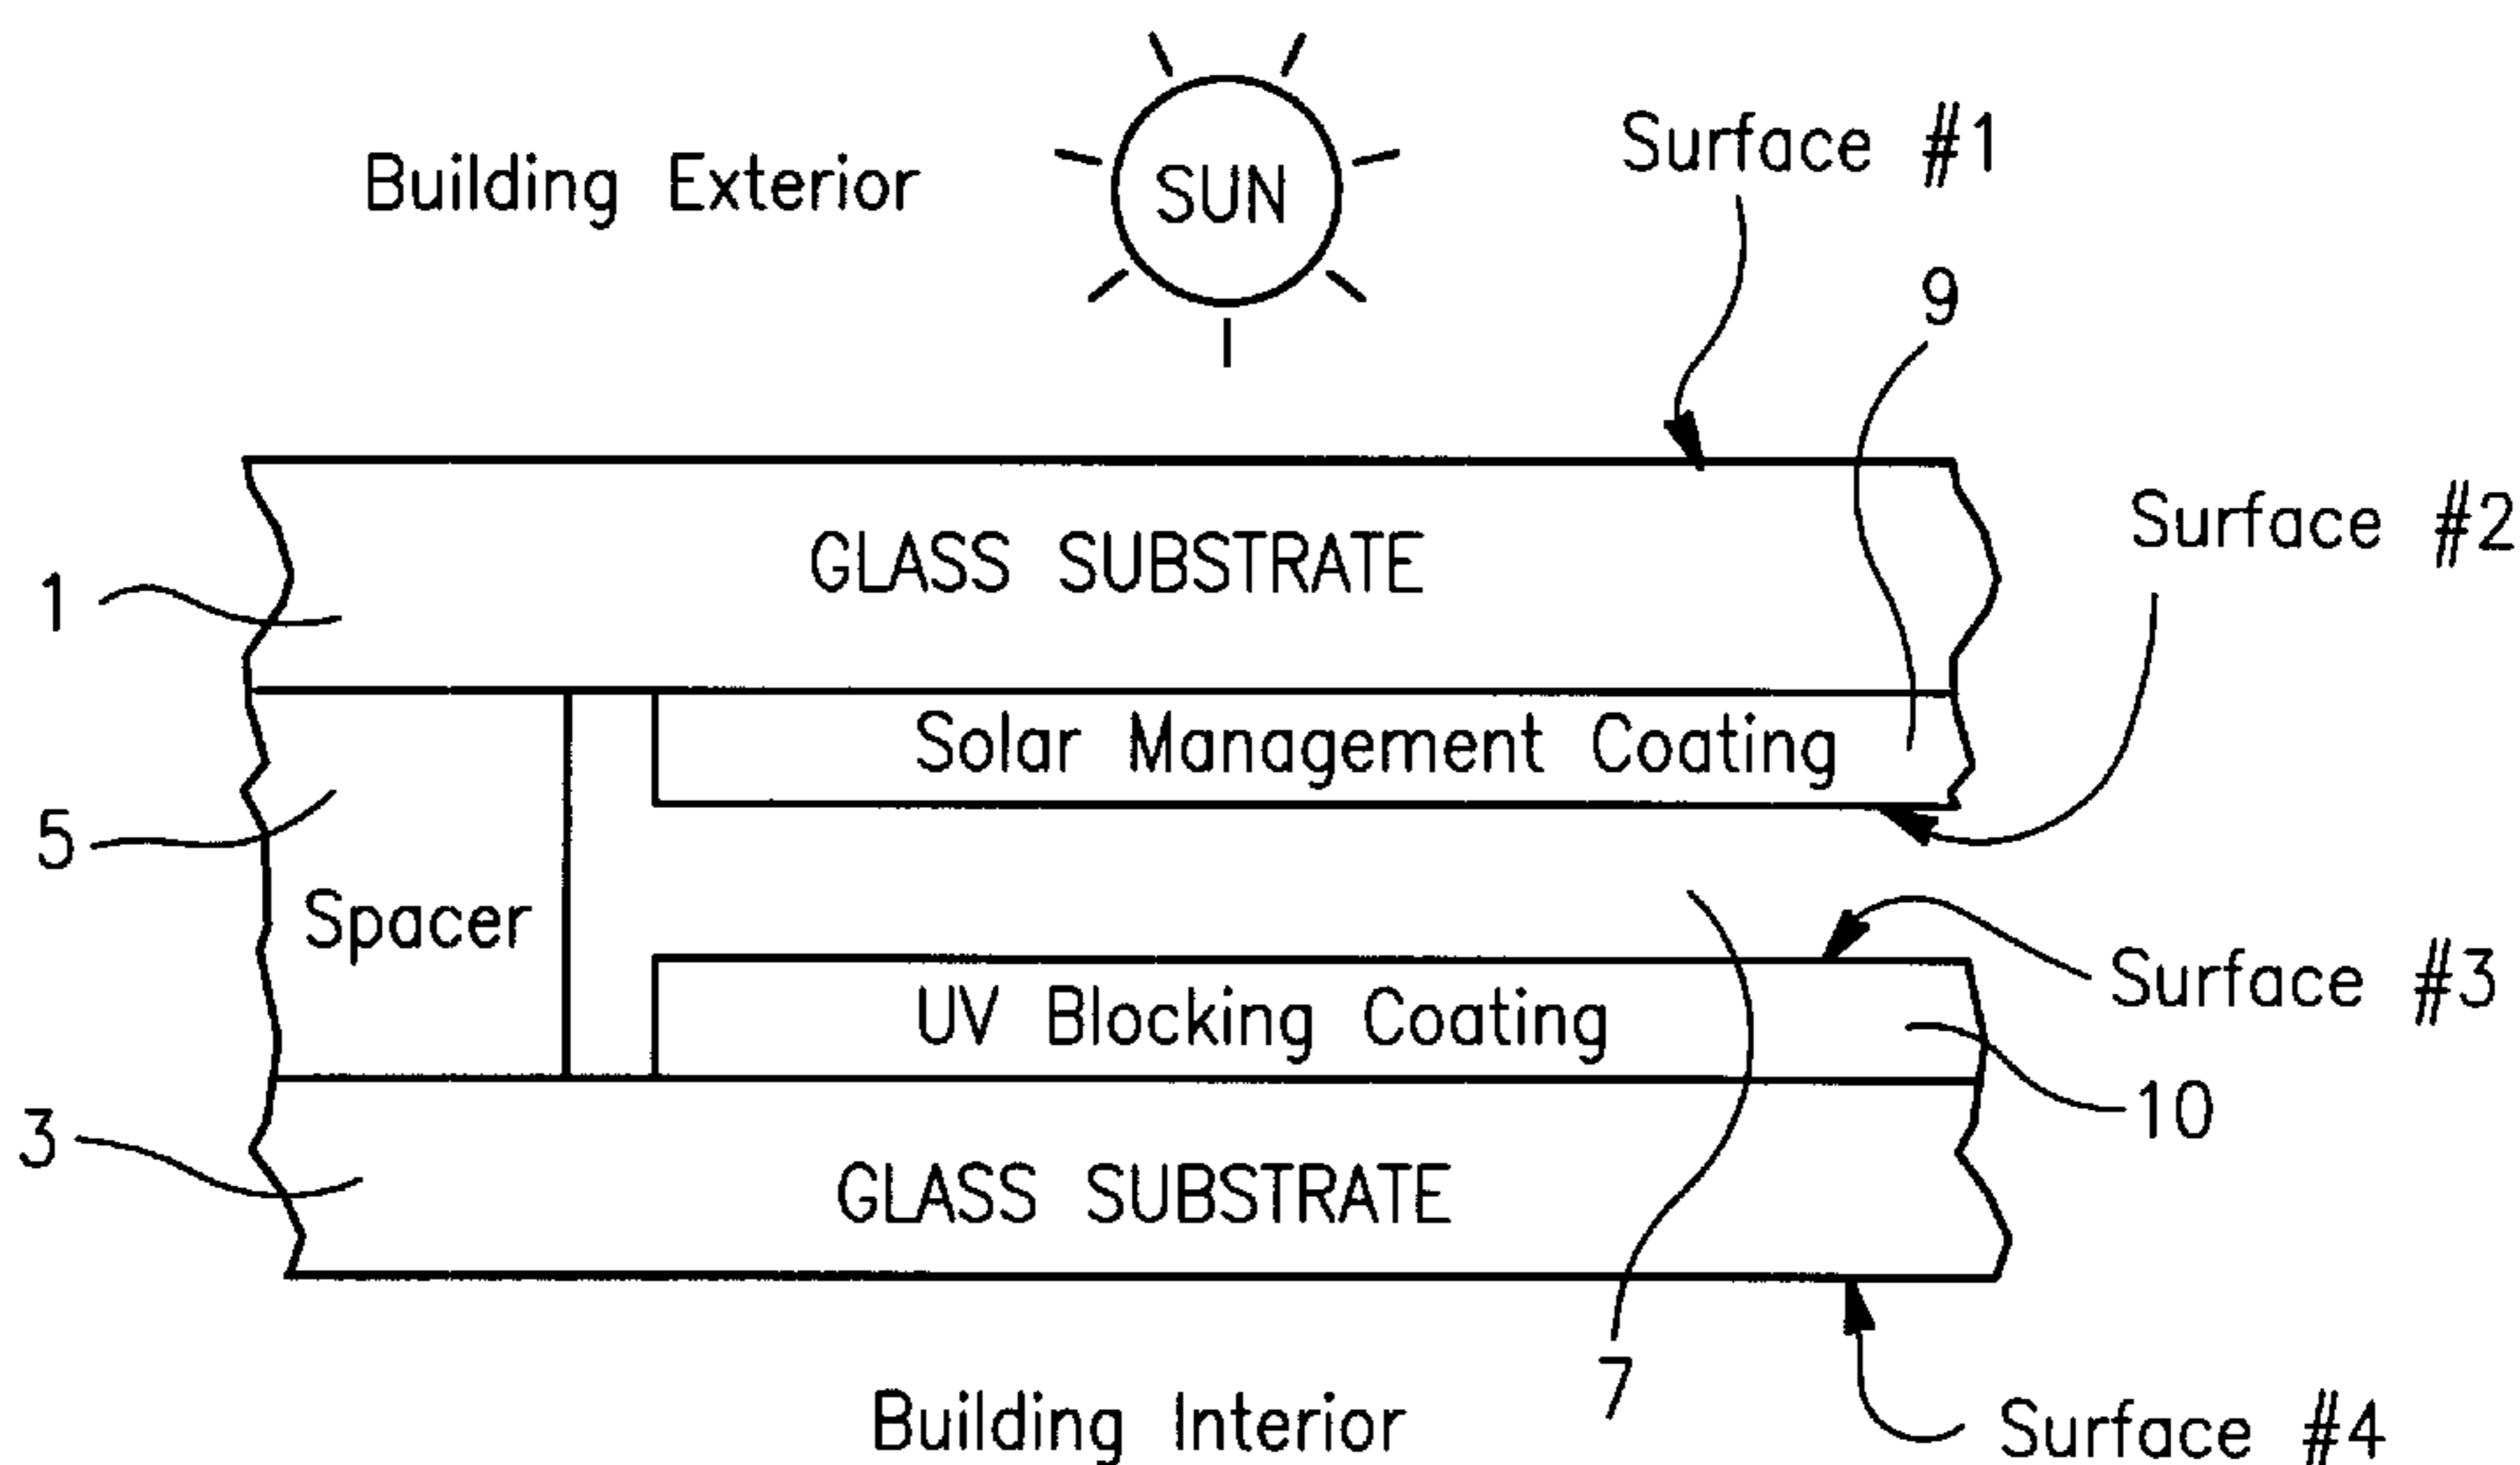 Building Exterior
SUN
Surface #1
9
Surface #2
GLASS SUBSTRATE
1
Solar Management Coating
5
Spacer
Surface #3
UV Blocking Coating
10
3
GLASS SUBSTRATE
7
Building Interior
Surface #4